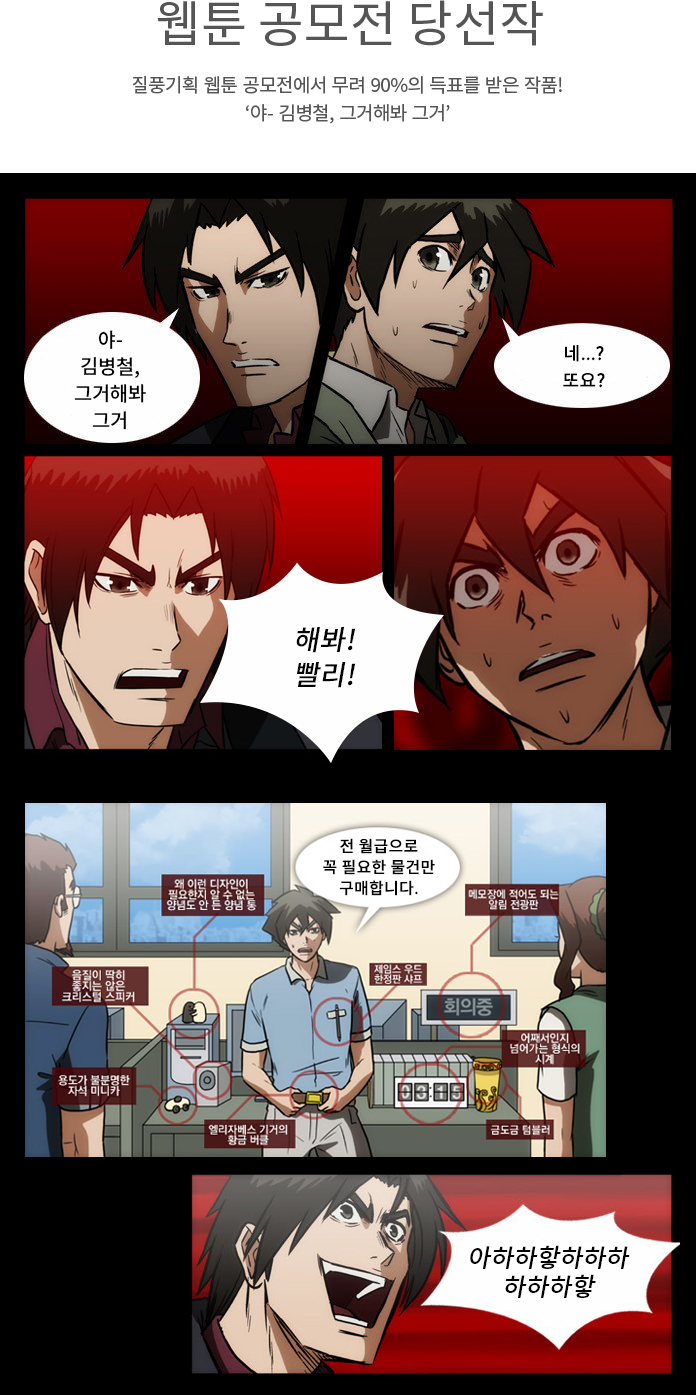 웹툰 공모전 당선작
질풍기획 웹툰 공모전에서 무려 90%의 득표를 받은 작품!
‘야- 김병철, 그거해봐 그거’
야-
김병철,
그거해봐
그거
네...?
또요?
해봐!
빨리!
전 월급으로
꼭 필요한 물건만
구매합니다.
왜 이런 디자인이
필요한지 알 수 없는
양념도 안 든 양념 통
메모장에 적어도 되는
알림 전광판
음질이 딱히
좋지는 않은
크리스털 스피커
제임스 우드
한정판 샤프
회의중
어째서인지
넘어가는 형식의
시계
용도가 불분명한
자석 미니카
03:15
엘리자베스 기거의
황금 버클
금도금 텀블러
아하하핳하하하
하하하핳